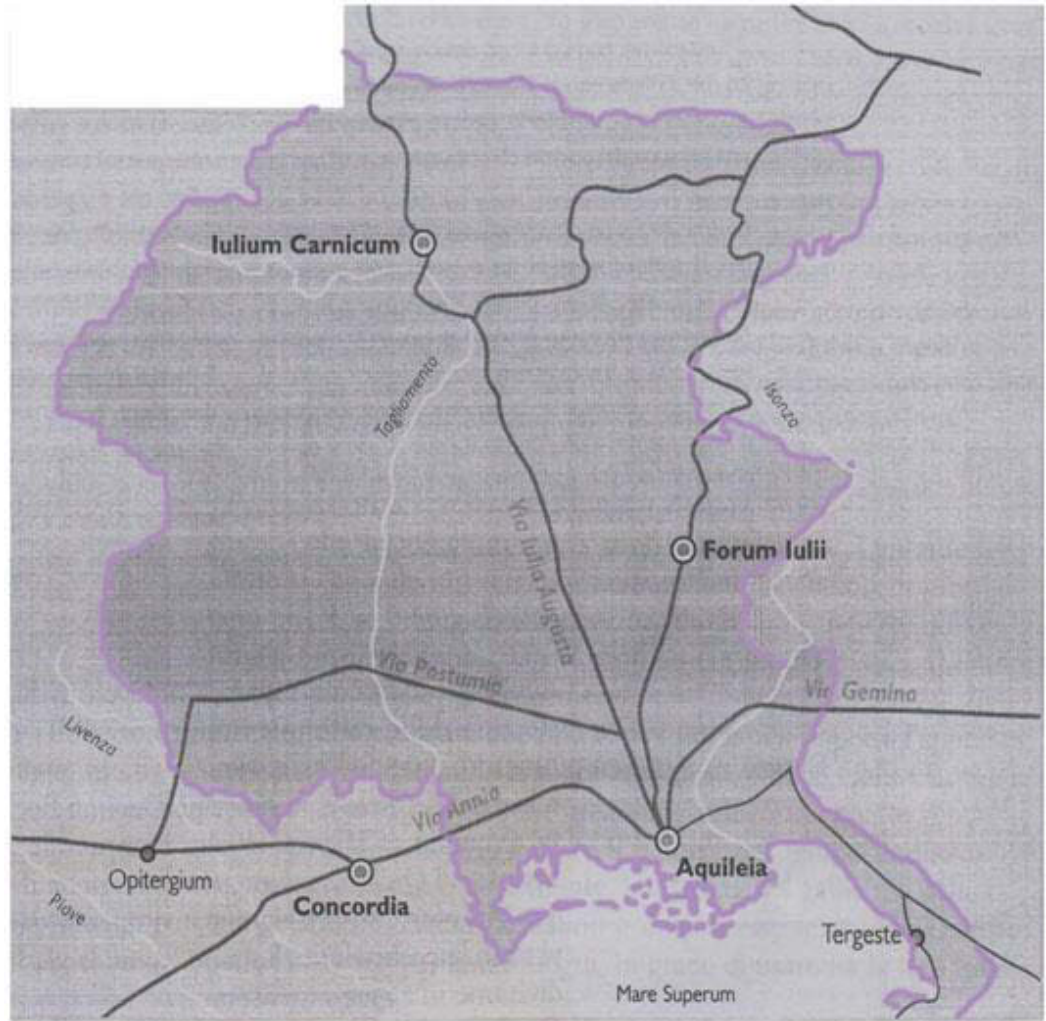 Iulium Carnicum
Tagliamento
Isonzo
Via Iulia Augusta
Forum Iulii
Via Postumia
Via Gemina
Livenza
Via Annia
Opitergium
Aquileia
Concordia
Piave
Tergeste
Mare Superum